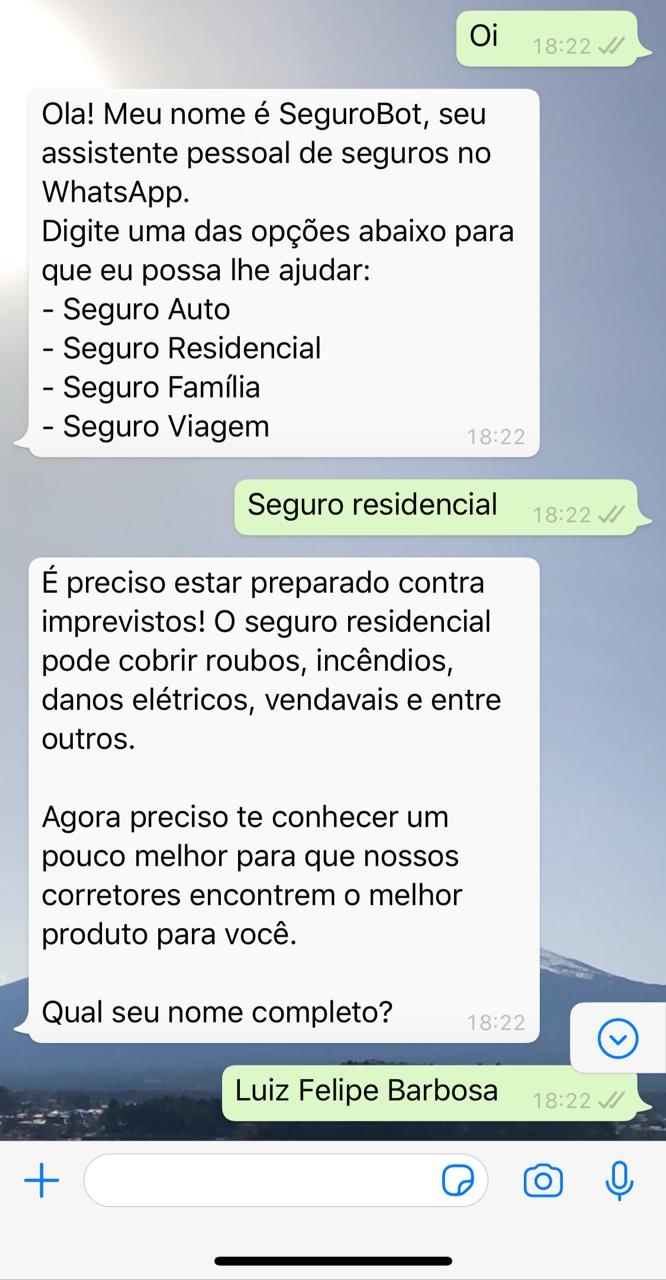 Oi
18:22
Ola! Meu nome é SeguroBot, seu
assistente pessoal de seguros no
WhatsApp.
Digite uma das opções abaixo para
que eu possa lhe ajudar:
- Seguro Auto
- Seguro Residencial
- Seguro Família
- Seguro Viagem
18:22
Seguro residencial
18:22
É preciso estar preparado contra
imprevistos! O seguro residencial
pode cobrir roubos, incêndios,
danos elétricos, vendavais e entre
outros.
Agora preciso te conhecer um
pouco melhor para que nossos
corretores encontrem o melhor
produto para você.
Qual seu nome completo?
18:22
Luiz Felipe Barbosa
18:22